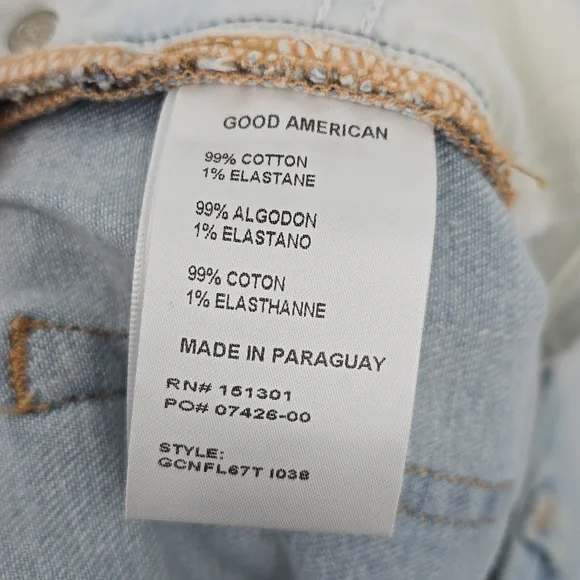 GOOD AMERICAN
99% COTTON
1% ELASTANE
99% ALGODON
1% ELASTANO
99% COTON
1% ELASTHANNE
MADE IN PARAGUAY
RN# 151301
PO# 07426-00
STYLE:
GCNFL67T I038